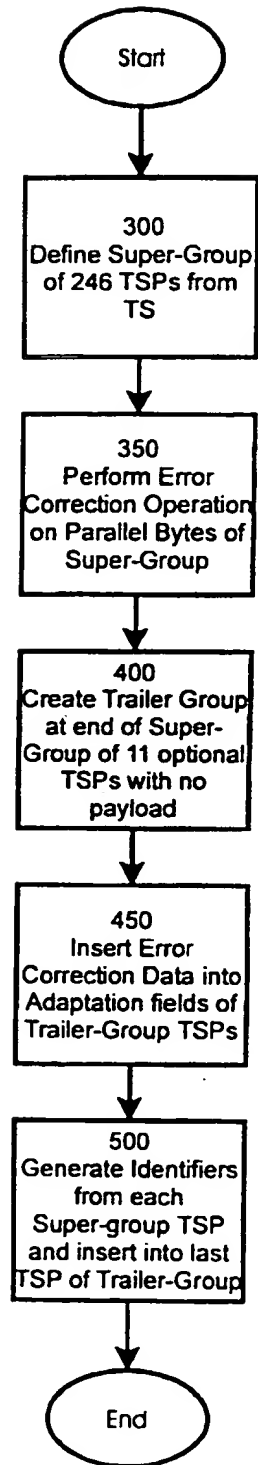 Start
300
Define Super-Group
of 246 TSPs from
TS
350
Perform Error
Correction Operation
on Parallel Bytes of
Super-Group
400
Create Trailer Group
at end of Super-
Group of 11 optional
TSPs with no
payload
450
Insert Error
Correction Data into
Adaptation fields of
Trailer-Group TSPs
500
Generate Identifiers
from each
Super-group TSP
and insert into last
TSP of Trailer-Group
End